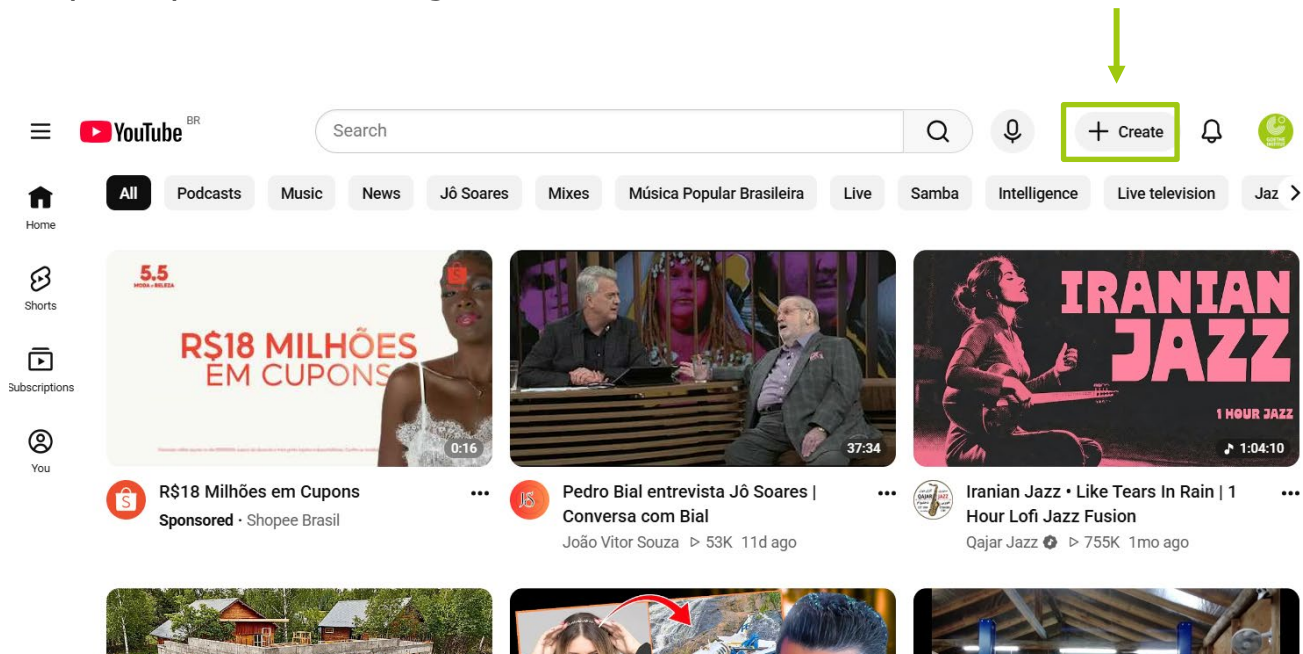 YouTube BR
Search
Create
All Podcasts Music News Jô Soares Mixes Música Popular Brasileira Live Samba Intelligence Live television Jaz
Home
Shorts
Subscriptions
You
5.5
MODA e BELEZA
R$18 MILHÕES
EM CUPONS
0:16
37:34
IRANIAN
JAZZ
1 HOUR JAZZ
1:04:10
R$18 Milhões em Cupons
Sponsored · Shopee Brasil
Pedro Bial entrevista Jô Soares |
Conversa com Bial
João Vitor Souza 53K 11d ago
Iranian Jazz • Like Tears In Rain | 1
Hour Lofi Jazz Fusion
Qajar Jazz 755K 1mo ago